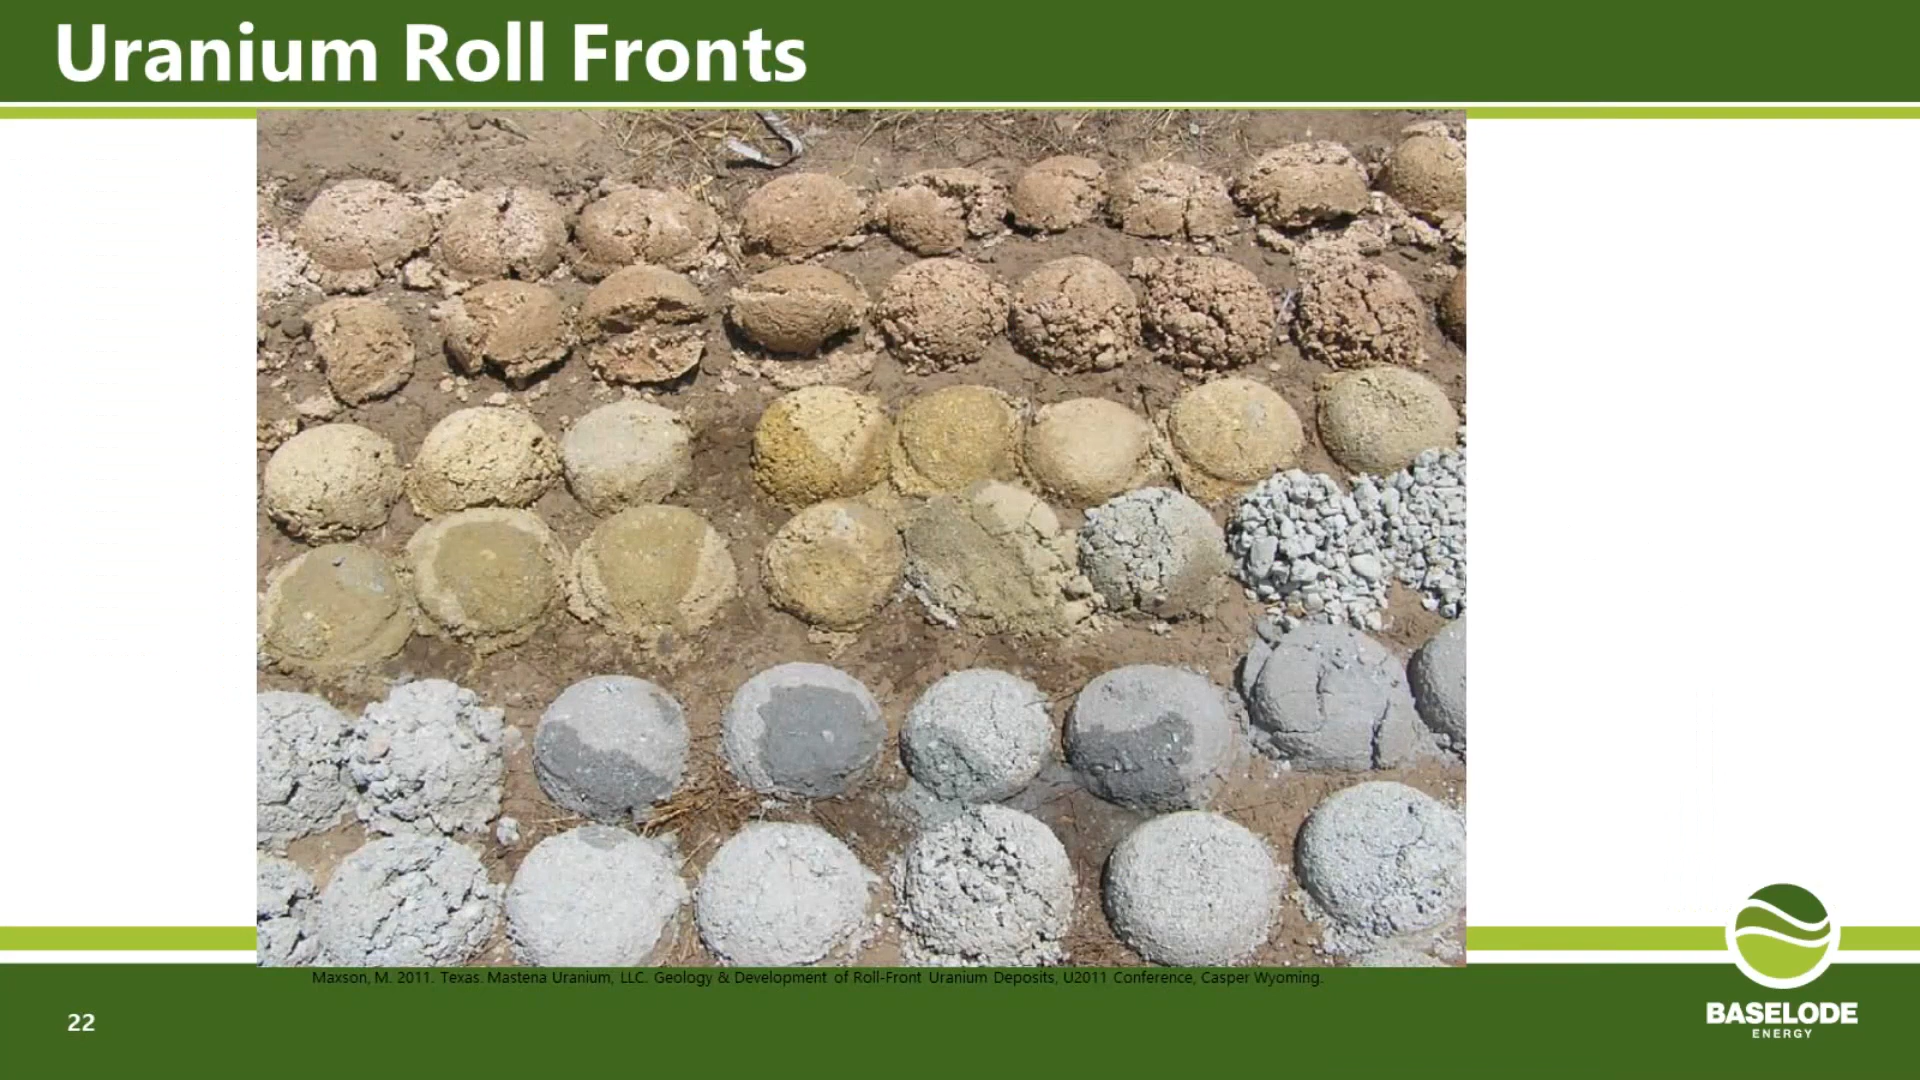 Uranium Roll Fronts
Maxson, M. 2011. Texas. Mastena Uranium, LLC. Geology & Development of Roll-Front Uranium Deposits, U2011 Conference, Casper Wyoming.
22
BASELODE
ENERGY